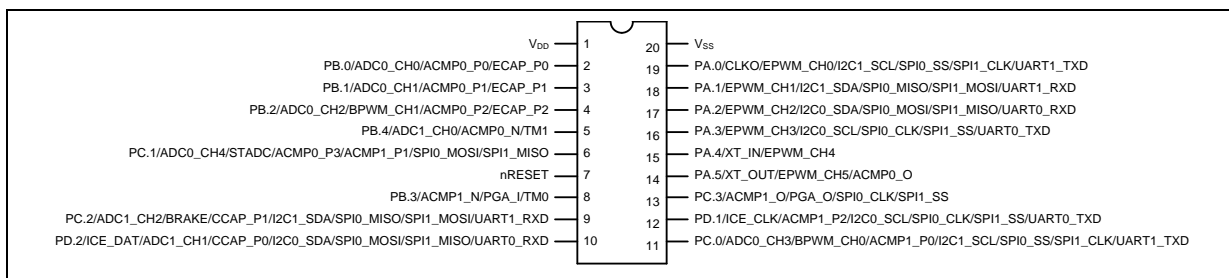 VDD 1 20 VSS
PB.0/ADC0_CH0/ACMP0_P0/ECAP_P0 2 19 PA.0/CLKO/EPWM_CH0/I2C1_SCL/SPI0_SS/SPI1_CLK/UART1_TXD
PB.1/ADC0_CH1/ACMP0_P1/ECAP_P1 3 18 PA.1/EPWM_CH1/I2C1_SDA/SPI0_MISO/SPI1_MOSI/UART1_RXD
PB.2/ADC0_CH2/BPWM_CH1/ACMP0_P2/ECAP_P2 4 17 PA.2/EPWM_CH2/I2C0_SDA/SPI0_MOSI/SPI1_MISO/UART0_RXD
PB.4/ADC1_CH0/ACMP0_N/TM1 5 16 PA.3/EPWM_CH3/I2C0_SCL/SPI0_CLK/SPI1_SS/UART0_TXD
PC.1/ADC0_CH4/STADC/ACMP0_P3/ACMP1_P1/SPI0_MOSI/SPI1_MISO 6 15 PA.4/XT_IN/EPWM_CH4
nRESET 7 14 PA.5/XT_OUT/EPWM_CH5/ACMP0_O
PB.3/ACMP1_N/PGA_I/TM0 8 13 PC.3/ACMP1_O/PGA_O/SPI0_CLK/SPI1_SS
PC.2/ADC1_CH2/BRAKE/CCAP_P1/I2C1_SDA/SPI0_MISO/SPI1_MOSI/UART1_RXD 9 12 PD.1/ICE_CLK/ACMP1_P2/I2C0_SCL/SPI0_CLK/SPI1_SS/UART0_TXD
PD.2/ICE_DAT/ADC1_CH1/CCAP_P0/I2C0_SDA/SPI0_MOSI/SPI1_MISO/UART0_RXD 10 11 PC.0/ADC0_CH3/BPWM_CH0/ACMP1_P0/I2C1_SCL/SPI0_SS/SPI1_CLK/UART1_TXD